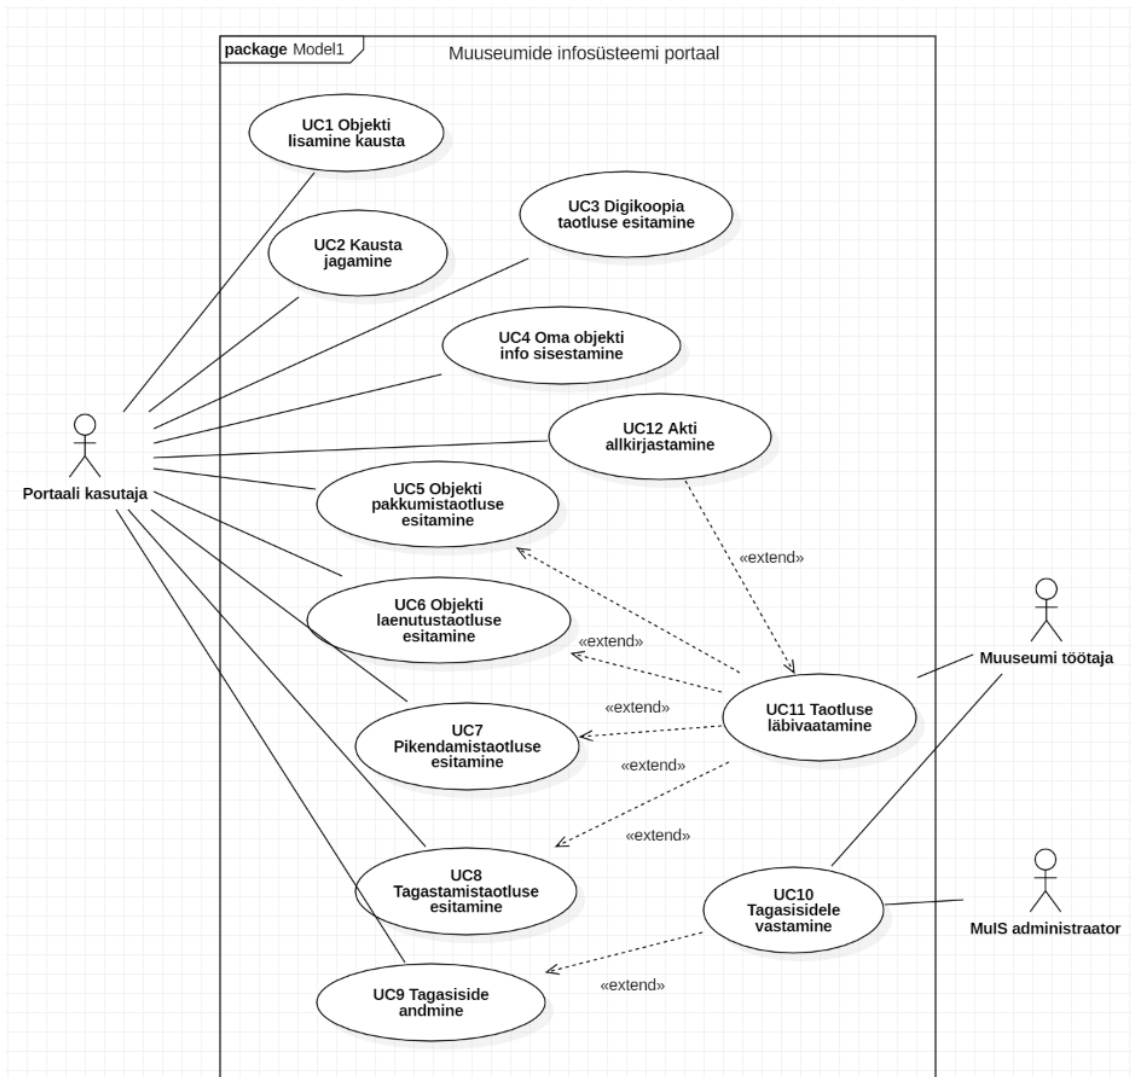 package Model1
Muuseumide infosüsteemi portaal
UC1 Objekti
lisamine kausta
UC3 Digikoopia
taotluse esitamine
UC2 Kausta
jagamine
UC4 Oma objekti
info sisestamine
UC12 Akti
allkirjastamine
Portaali kasutaja
UC5 Objekti
pakkumistaotluse
esitamine
«extend»
UC6 Objekti
laenutustaotluse
esitamine
«extend»
Muuseumi töötaja
UC11 Taotluse
läbivaatamine
«extend»
UC7
Pikendamistaotluse
esitamine
«extend»
«extend»
UC8
Tagastamistaotluse
esitamine
UC10
Tagasisidele
vastamine
MuIS administraator
UC9 Tagasiside
andmine
«extend»